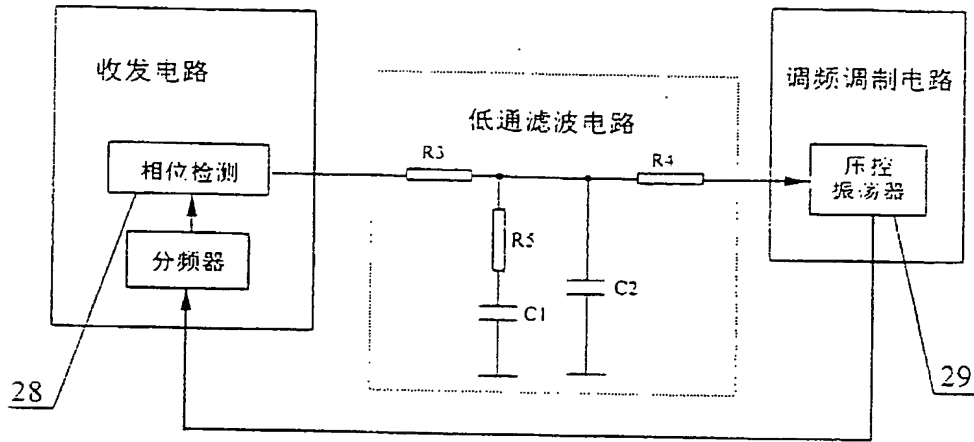 收发电路
调频调制电路
低通滤波电路
R3
R4
相位检测
压控
振荡器
R5
分频器
C1
C2
28
29